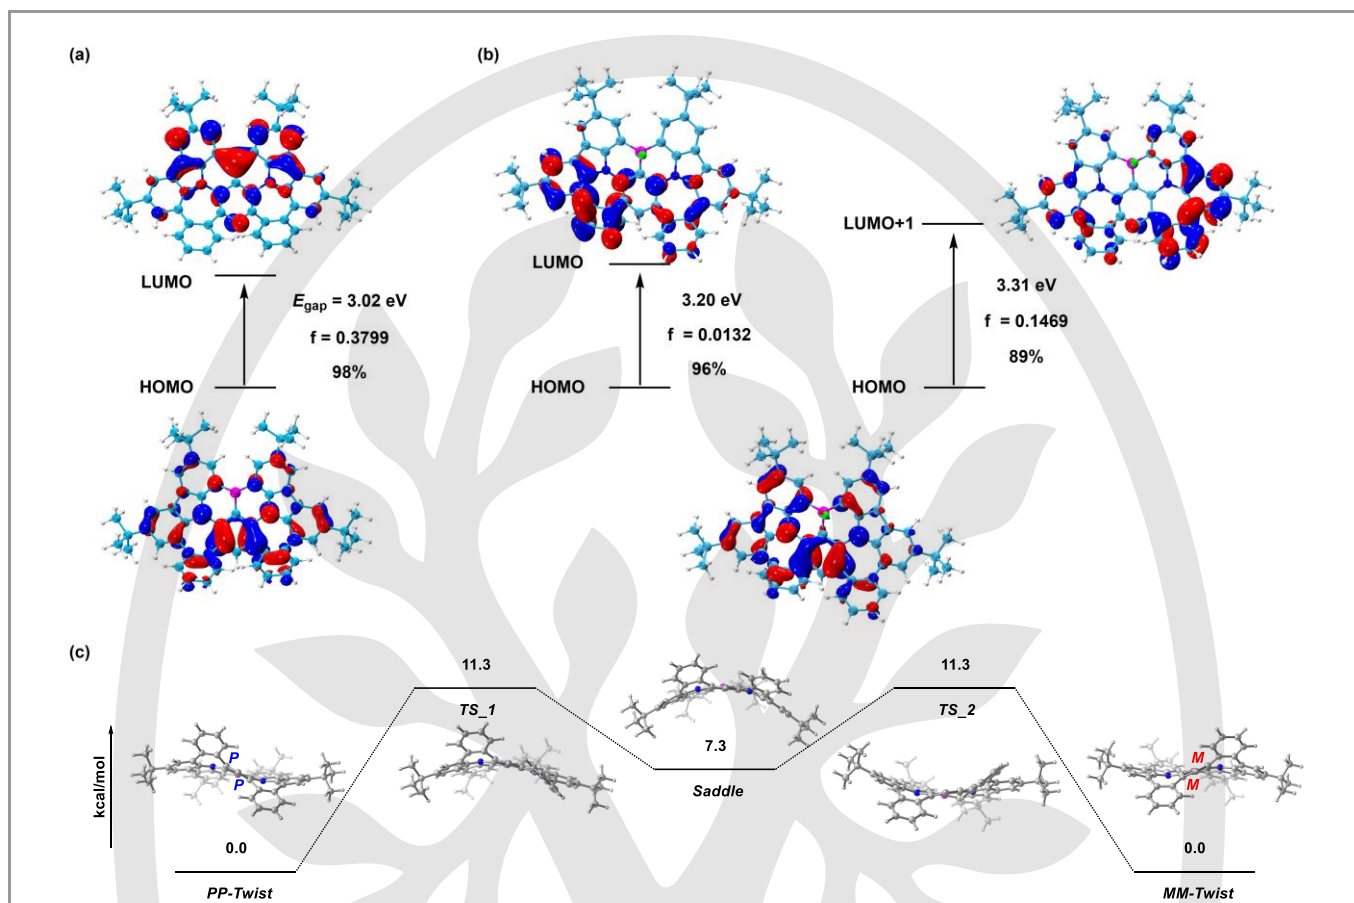 (a)
(b)
LUMO
E_gap = 3.02 eV
f = 0.3799
98%
HOMO
LUMO
3.20 eV
f = 0.0132
96%
HOMO
LUMO+1
3.31 eV
f = 0.1469
89%
HOMO
(c)
kcal/mol
P
P
0.0
PP-Twist
11.3
TS_1
7.3
Saddle
11.3
TS_2
M
M
0.0
MM-Twist